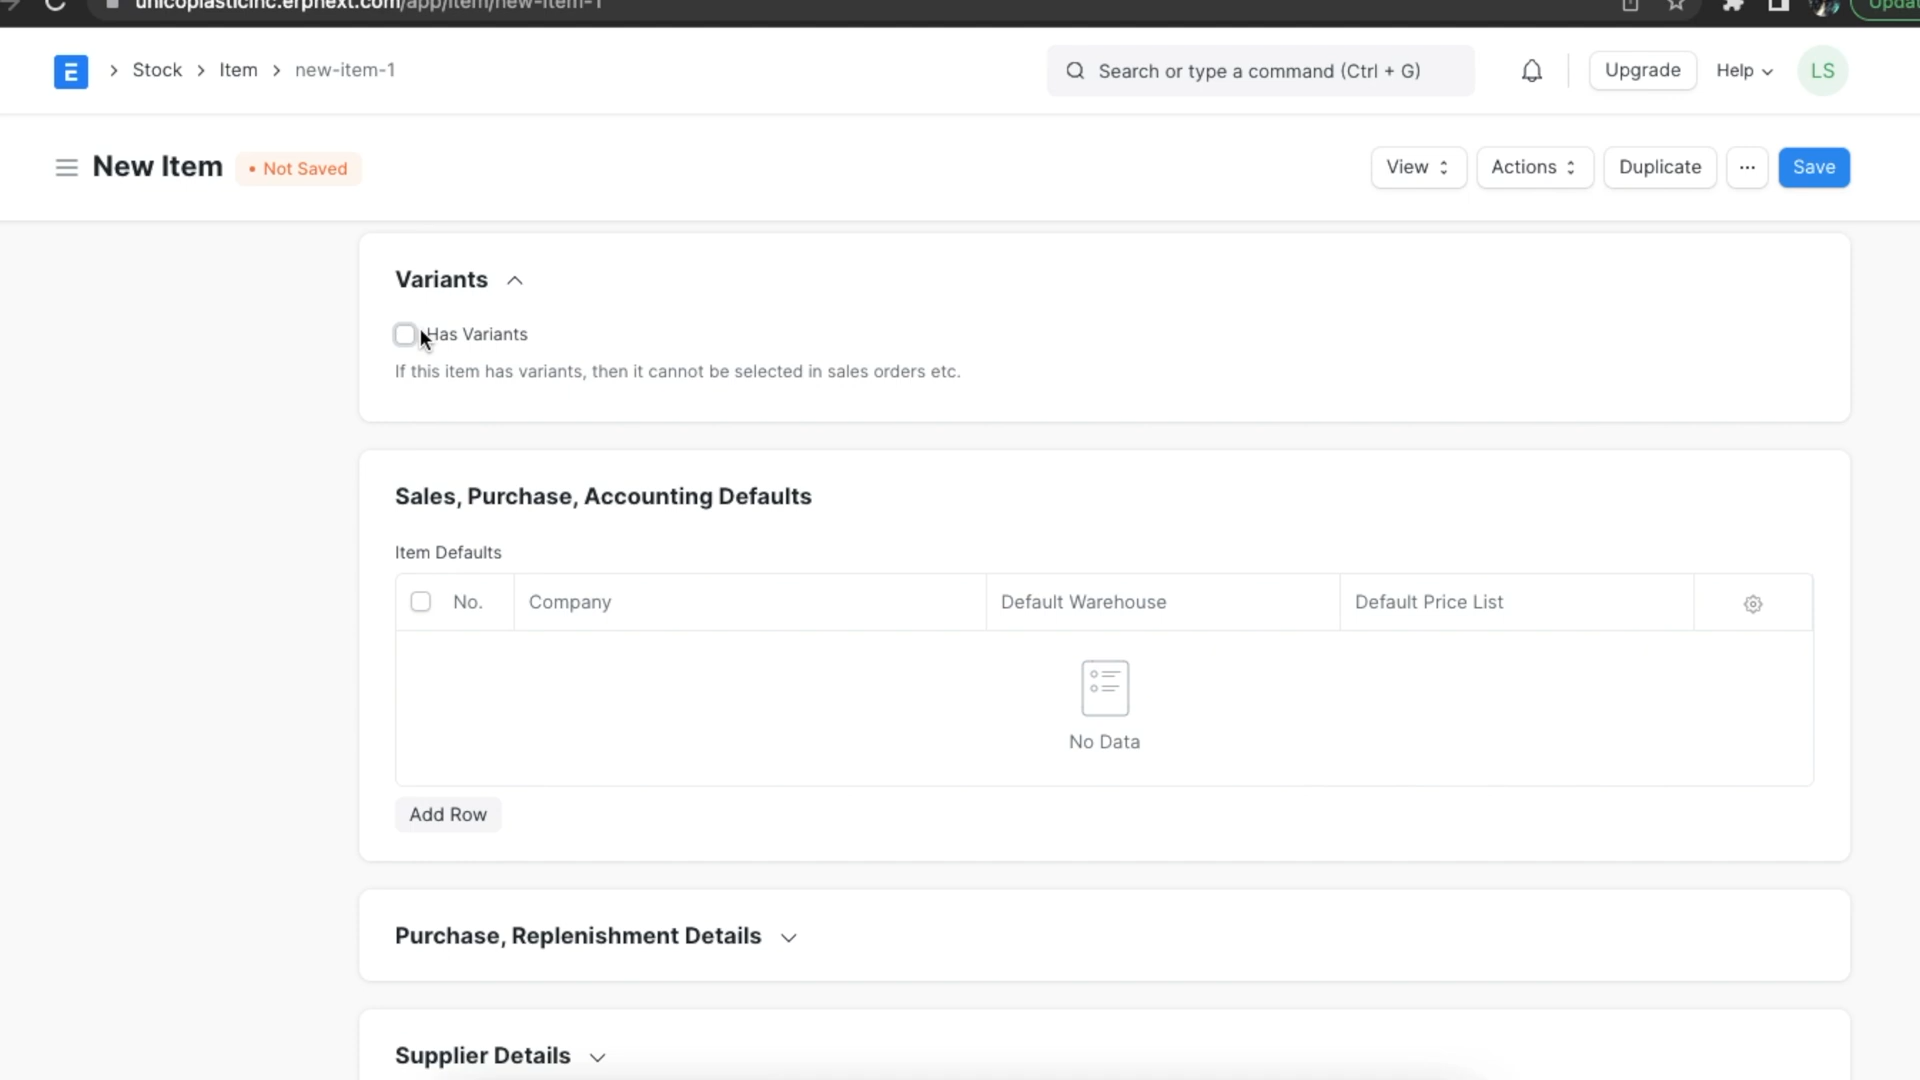 unicoplasticinc.erpnext.com/app/item/new-item-1
Stock
Item
new-item-1
Search or type a command (Ctrl + G)
Upgrade
Help
LS
New Item
• Not Saved
View
Actions
Duplicate
...
Save
Variants
Has Variants
If this item has variants, then it cannot be selected in sales orders etc.
Sales, Purchase, Accounting Defaults
Item Defaults
No.
Company
Default Warehouse
Default Price List
No Data
Add Row
Purchase, Replenishment Details
Supplier Details